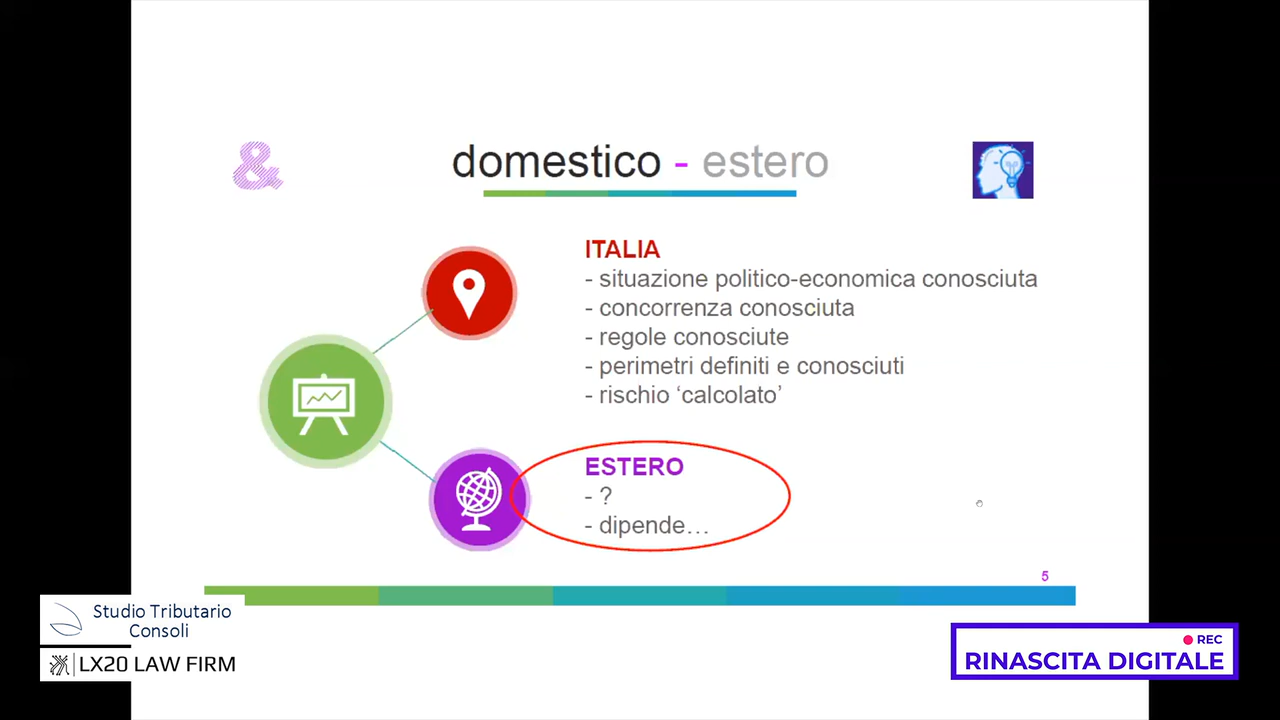 &
domestico - estero
ITALIA
- situazione politico-economica conosciuta
- concorrenza conosciuta
- regole conosciute
- perimetri definiti e conosciuti
- rischio ‘calcolato’
ESTERO
- ?
- dipende…
5
Studio Tributario
Consoli
LX20 LAW FIRM
REC
RINASCITA DIGITALE